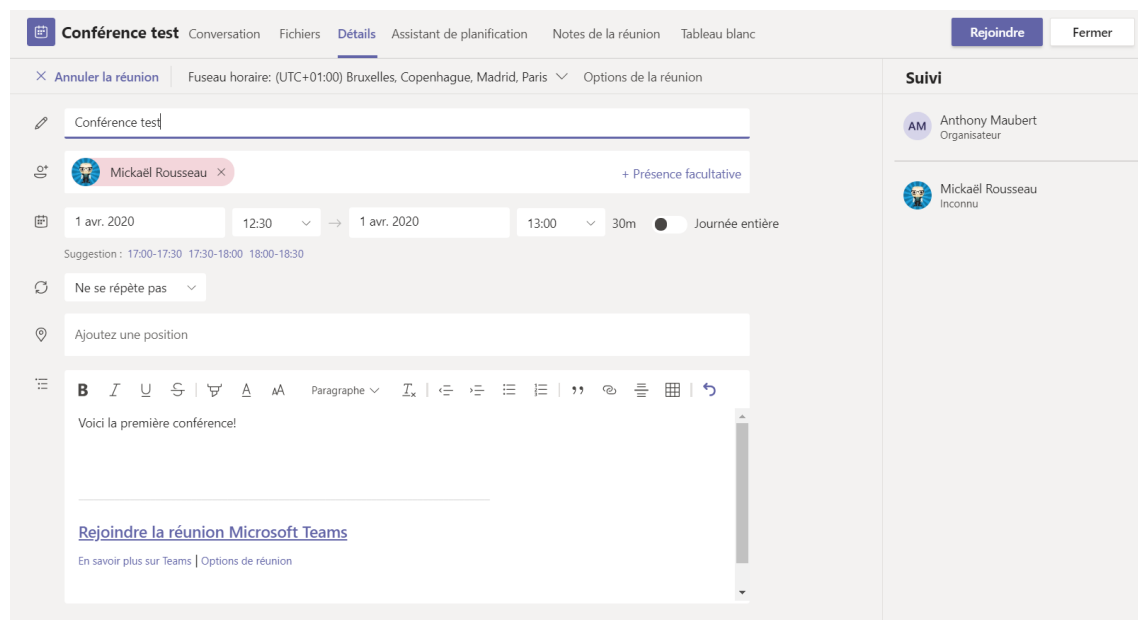 Conférence test Conversation Fichiers Détails Assistant de planification Notes de la réunion Tableau blanc Rejoindre Fermer
Annuler la réunion Fuseau horaire: (UTC+01:00) Bruxelles, Copenhague, Madrid, Paris Options de la réunion
Suivi
Conférence test
AM Anthony Maubert
Organisateur
Mickaël Rousseau + Présence facultative
Mickaël Rousseau
Inconnu
1 avr. 2020 12:30 → 1 avr. 2020 13:00 30m Journée entière
Suggestion : 17:00-17:30 17:30-18:00 18:00-18:30
Ne se répète pas
Ajoutez une position
B I U S A AA Paragraphe Ix
Voici la première conférence!
Rejoindre la réunion Microsoft Teams
En savoir plus sur Teams | Options de réunion